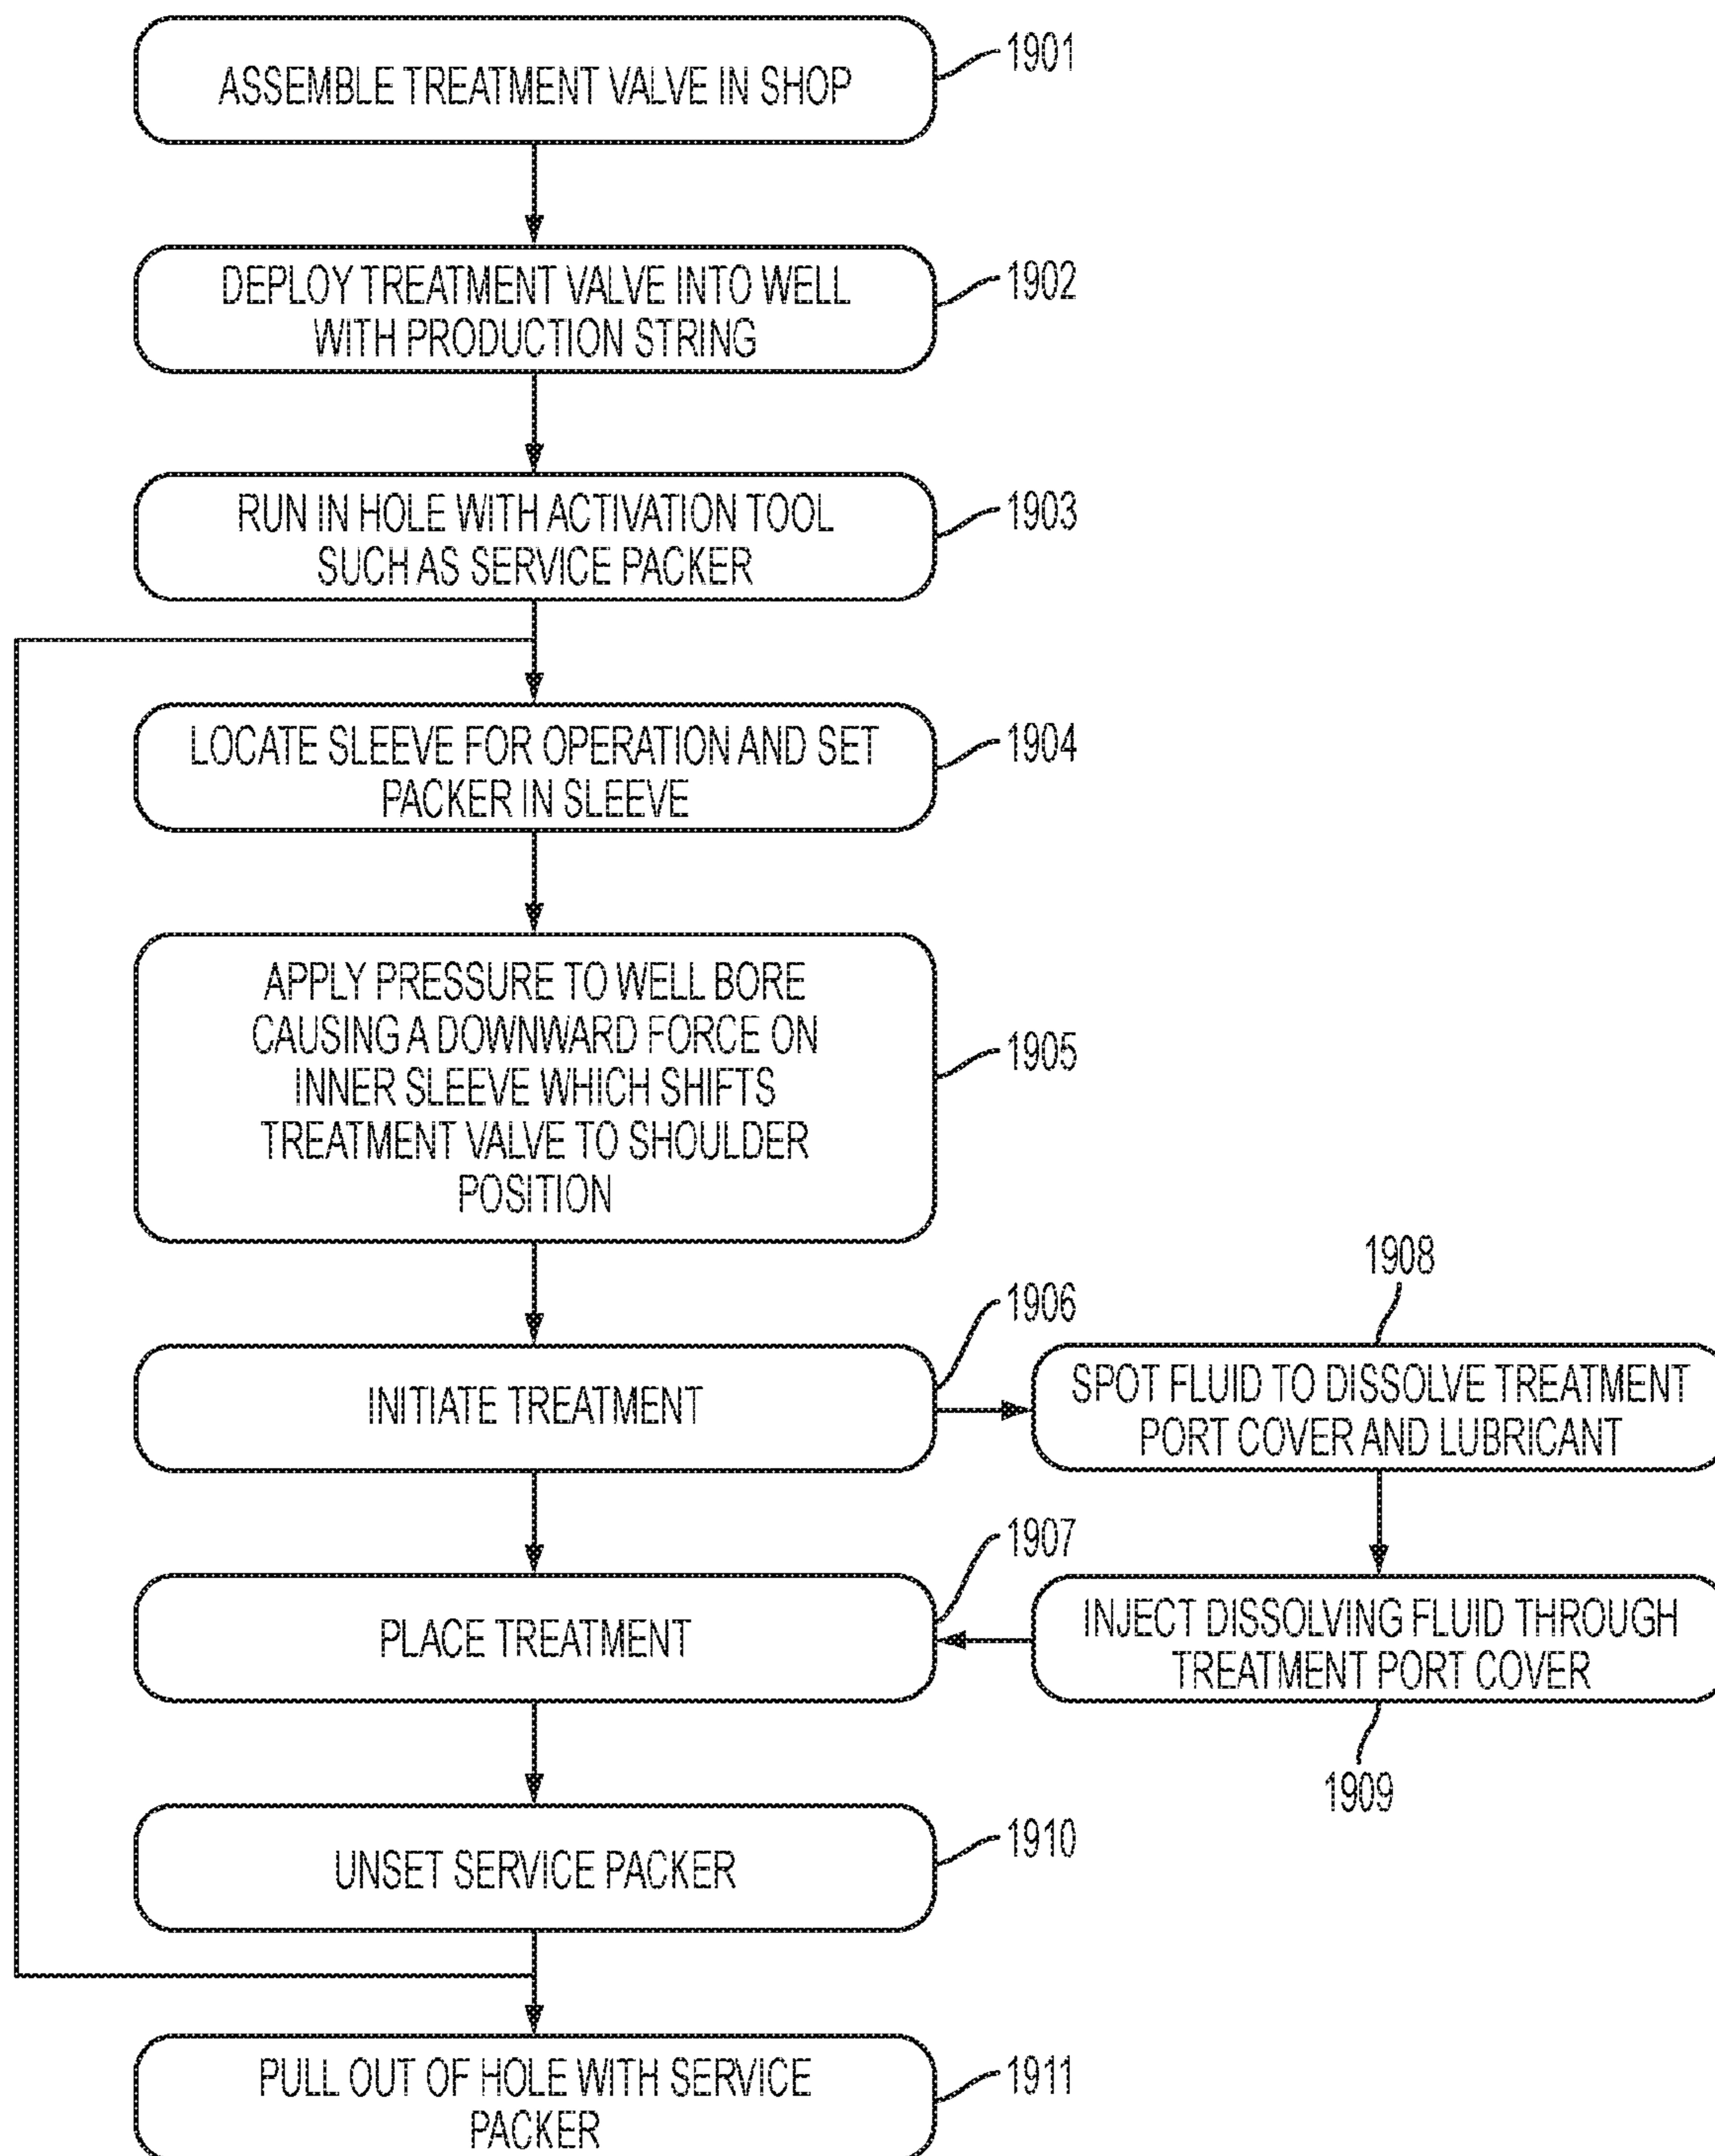 ASSEMBLE TREATMENT VALVE IN SHOP
1901
DEPLOY TREATMENT VALVE INTO WELL
WITH PRODUCTION STRING
1902
RUN IN HOLE WITH ACTIVATION TOOL
SUCH AS SERVICE PACKER
1903
LOCATE SLEEVE FOR OPERATION AND SET
PACKER IN SLEEVE
1904
APPLY PRESSURE TO WELL BORE
CAUSING A DOWNWARD FORCE ON
INNER SLEEVE WHICH SHIFTS
TREATMENT VALVE TO SHOULDER
POSITION
1905
INITIATE TREATMENT
1906
1908
SPOT FLUID TO DISSOLVE TREATMENT
PORT COVER AND LUBRICANT
PLACE TREATMENT
1907
INJECT DISSOLVING FLUID THROUGH
TREATMENT PORT COVER
1909
UNSET SERVICE PACKER
1910
PULL OUT OF HOLE WITH SERVICE
PACKER
1911